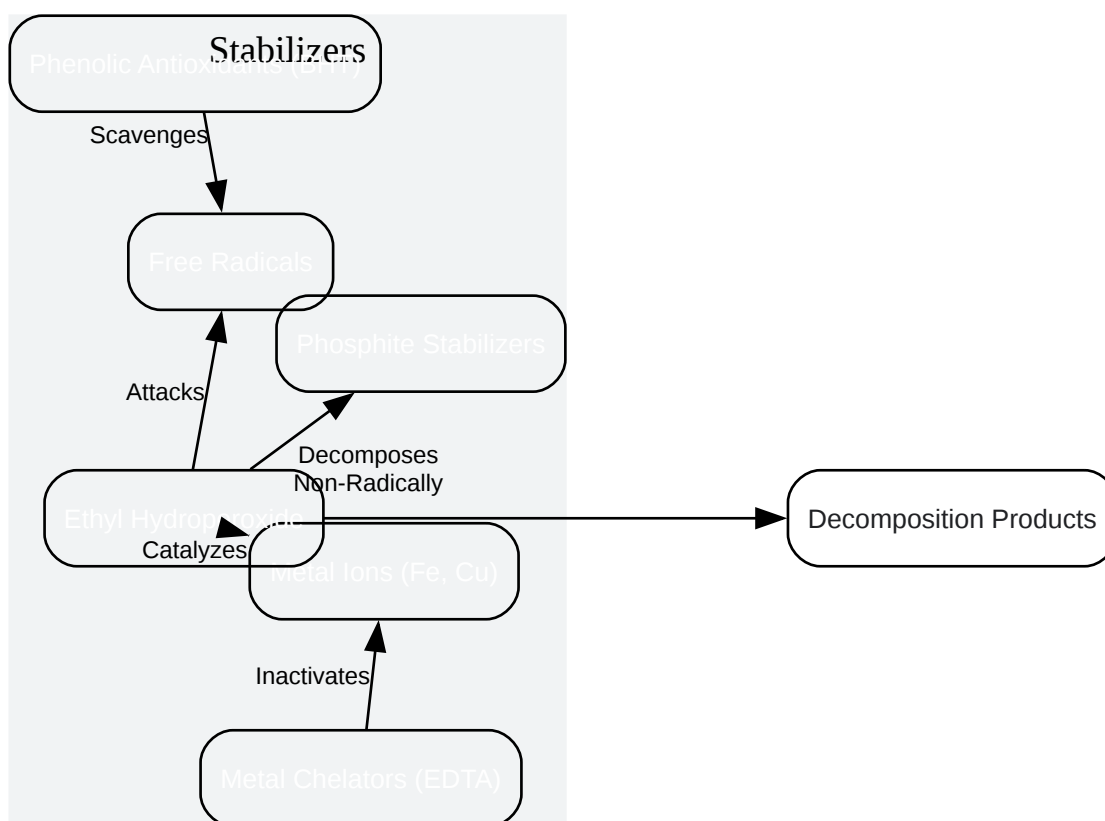 Stabilizers
Phenolic Antioxidants (BHT)
Scavenges
Free Radicals
Phosphite Stabilizers
Attacks
Decomposes
Non-Radically
Ethyl Hydroperoxide
Decomposition Products
Catalyzes
Metal Ions (Fe, Cu)
Inactivates
Metal Chelators (EDTA)